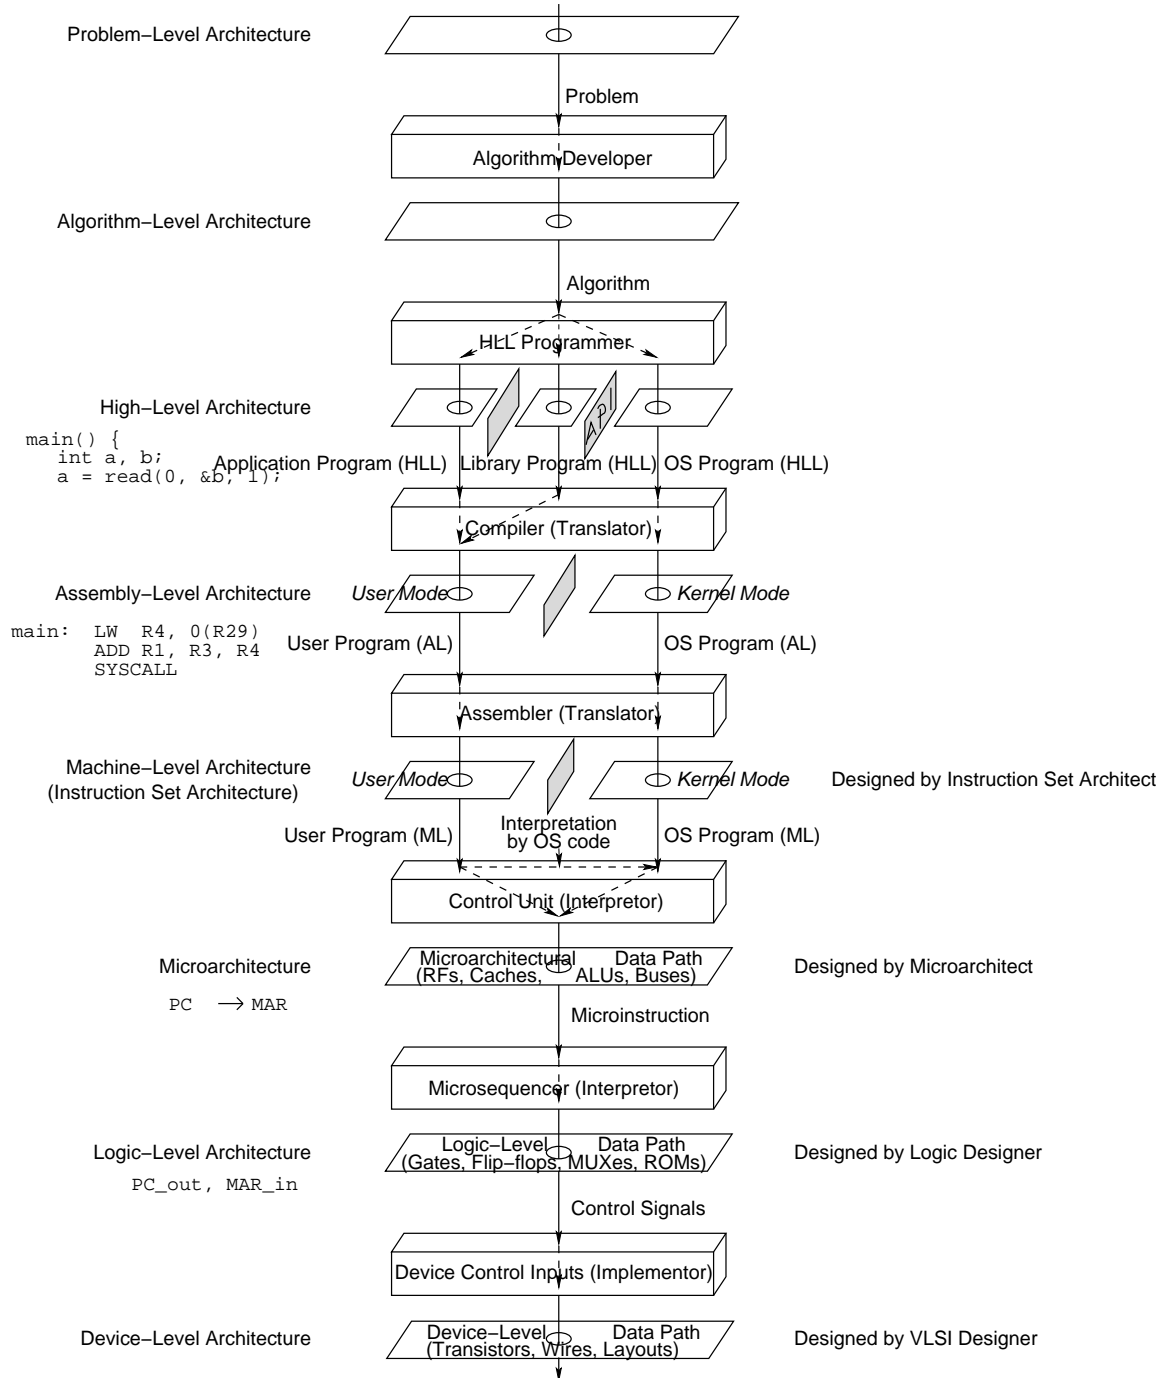 Problem−Level Architecture
Problem
Algorithm Developer
Algorithm−Level Architecture
Algorithm
HLL Programmer
High−Level Architecture
API
main() {
int a, b;
a = read(0, &b, 1);
Application Program (HLL)
Library Program (HLL)
OS Program (HLL)
Compiler (Translator)
Assembly−Level Architecture
User Mode
Kernel Mode
main: LW R4, 0(R29)
ADD R1, R3, R4
SYSCALL
User Program (AL)
OS Program (AL)
Assembler (Translator)
Machine−Level Architecture
(Instruction Set Architecture)
User Mode
Kernel Mode
Designed by Instruction Set Architect
User Program (ML)
Interpretation
by OS code
OS Program (ML)
Control Unit (Interpretor)
Microarchitecture
Microarchitectural Data Path
(RFs, Caches, ALUs, Buses)
Designed by Microarchitect
PC → MAR
Microinstruction
Microsequencer (Interpretor)
Logic−Level Architecture
Logic−Level Data Path
(Gates, Flip−flops, MUXes, ROMs)
Designed by Logic Designer
PC_out, MAR_in
Control Signals
Device Control Inputs (Implementor)
Device−Level Architecture
Device−Level Data Path
(Transistors, Wires, Layouts)
Designed by VLSI Designer